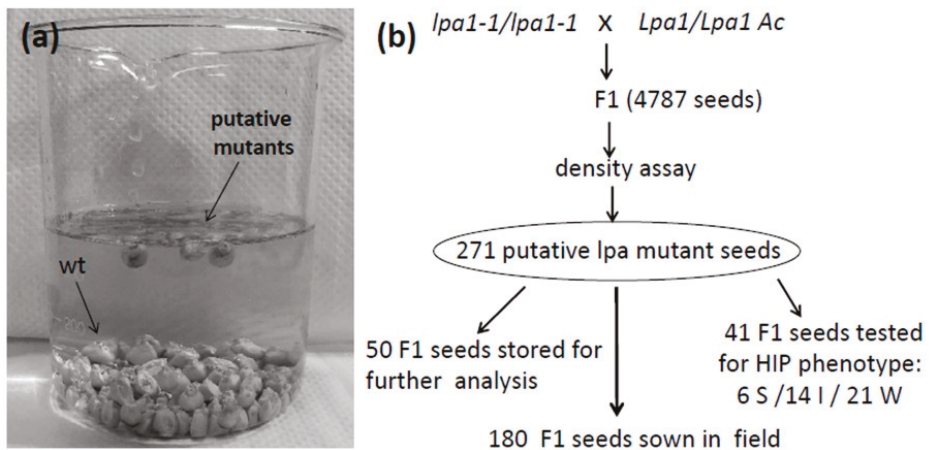 (a)
putative
mutants
wt
(b)
lpa1-1/lpa1-1 X Lpa1/Lpa1 Ac
F1 (4787 seeds)
density assay
271 putative lpa mutant seeds
50 F1 seeds stored for
further analysis
41 F1 seeds tested
for HIP phenotype:
6 S /14 I / 21 W
180 F1 seeds sown in field